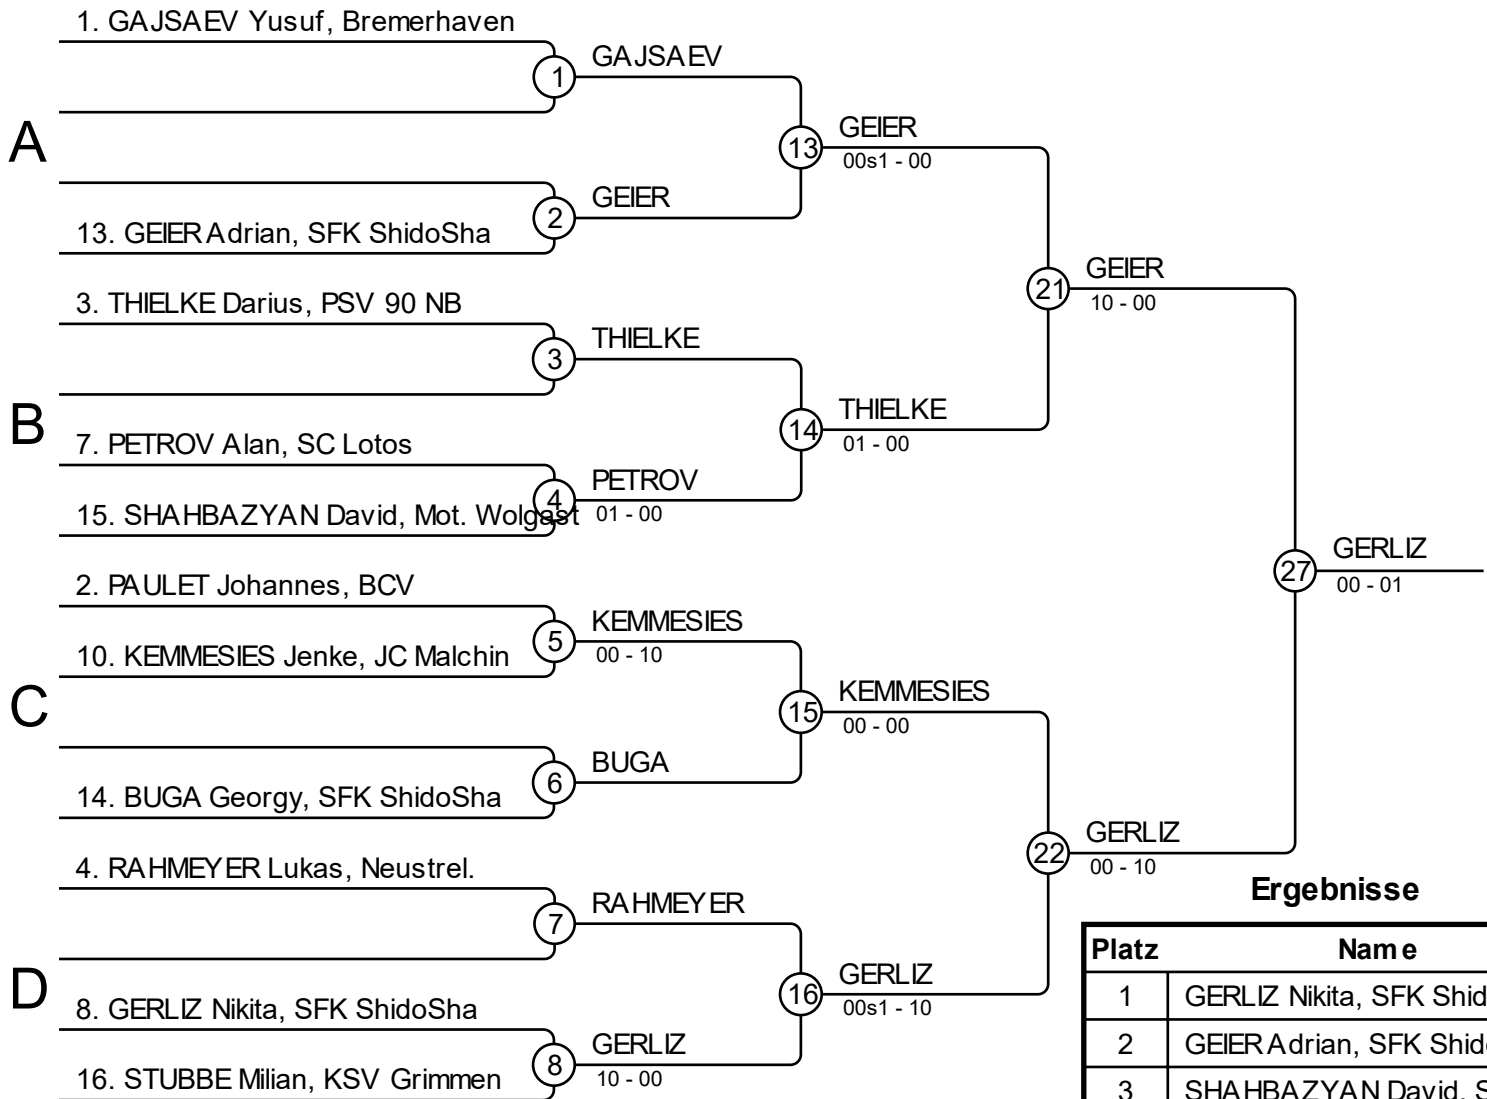 1. GAJSAEV Yusuf, Bremerhaven
GAJSAEV
1
A
GEIER
13
00s1 - 00
GEIER
2
13. GEIER Adrian, SFK ShidoSha
GEIER
21
10 - 00
3. THIELKE Darius, PSV 90 NB
THIELKE
3
B
THIELKE
14
01 - 00
7. PETROV Alan, SC Lotos
PETROV
4
01 - 00
15. SHAHBAZYAN David, Mot. Wolgast
GERLIZ
27
00 - 01
2. PAULET Johannes, BCV
KEMMESIES
5
00 - 10
10. KEMMESIES Jenke, JC Malchin
C
KEMMESIES
15
00 - 00
BUGA
6
14. BUGA Georgy, SFK ShidoSha
GERLIZ
22
00 - 10
4. RAHMEYER Lukas, Neustrel.
RAHMEYER
7
D
GERLIZ
16
00s1 - 10
8. GERLIZ Nikita, SFK ShidoSha
GERLIZ
8
10 - 00
16. STUBBE Milian, KSV Grimmen
Ergebnisse
Platz Name
1 GERLIZ Nikita, SFK Shid
2 GEIER Adrian, SFK Shid
3 SHAHBAZYAN David, S